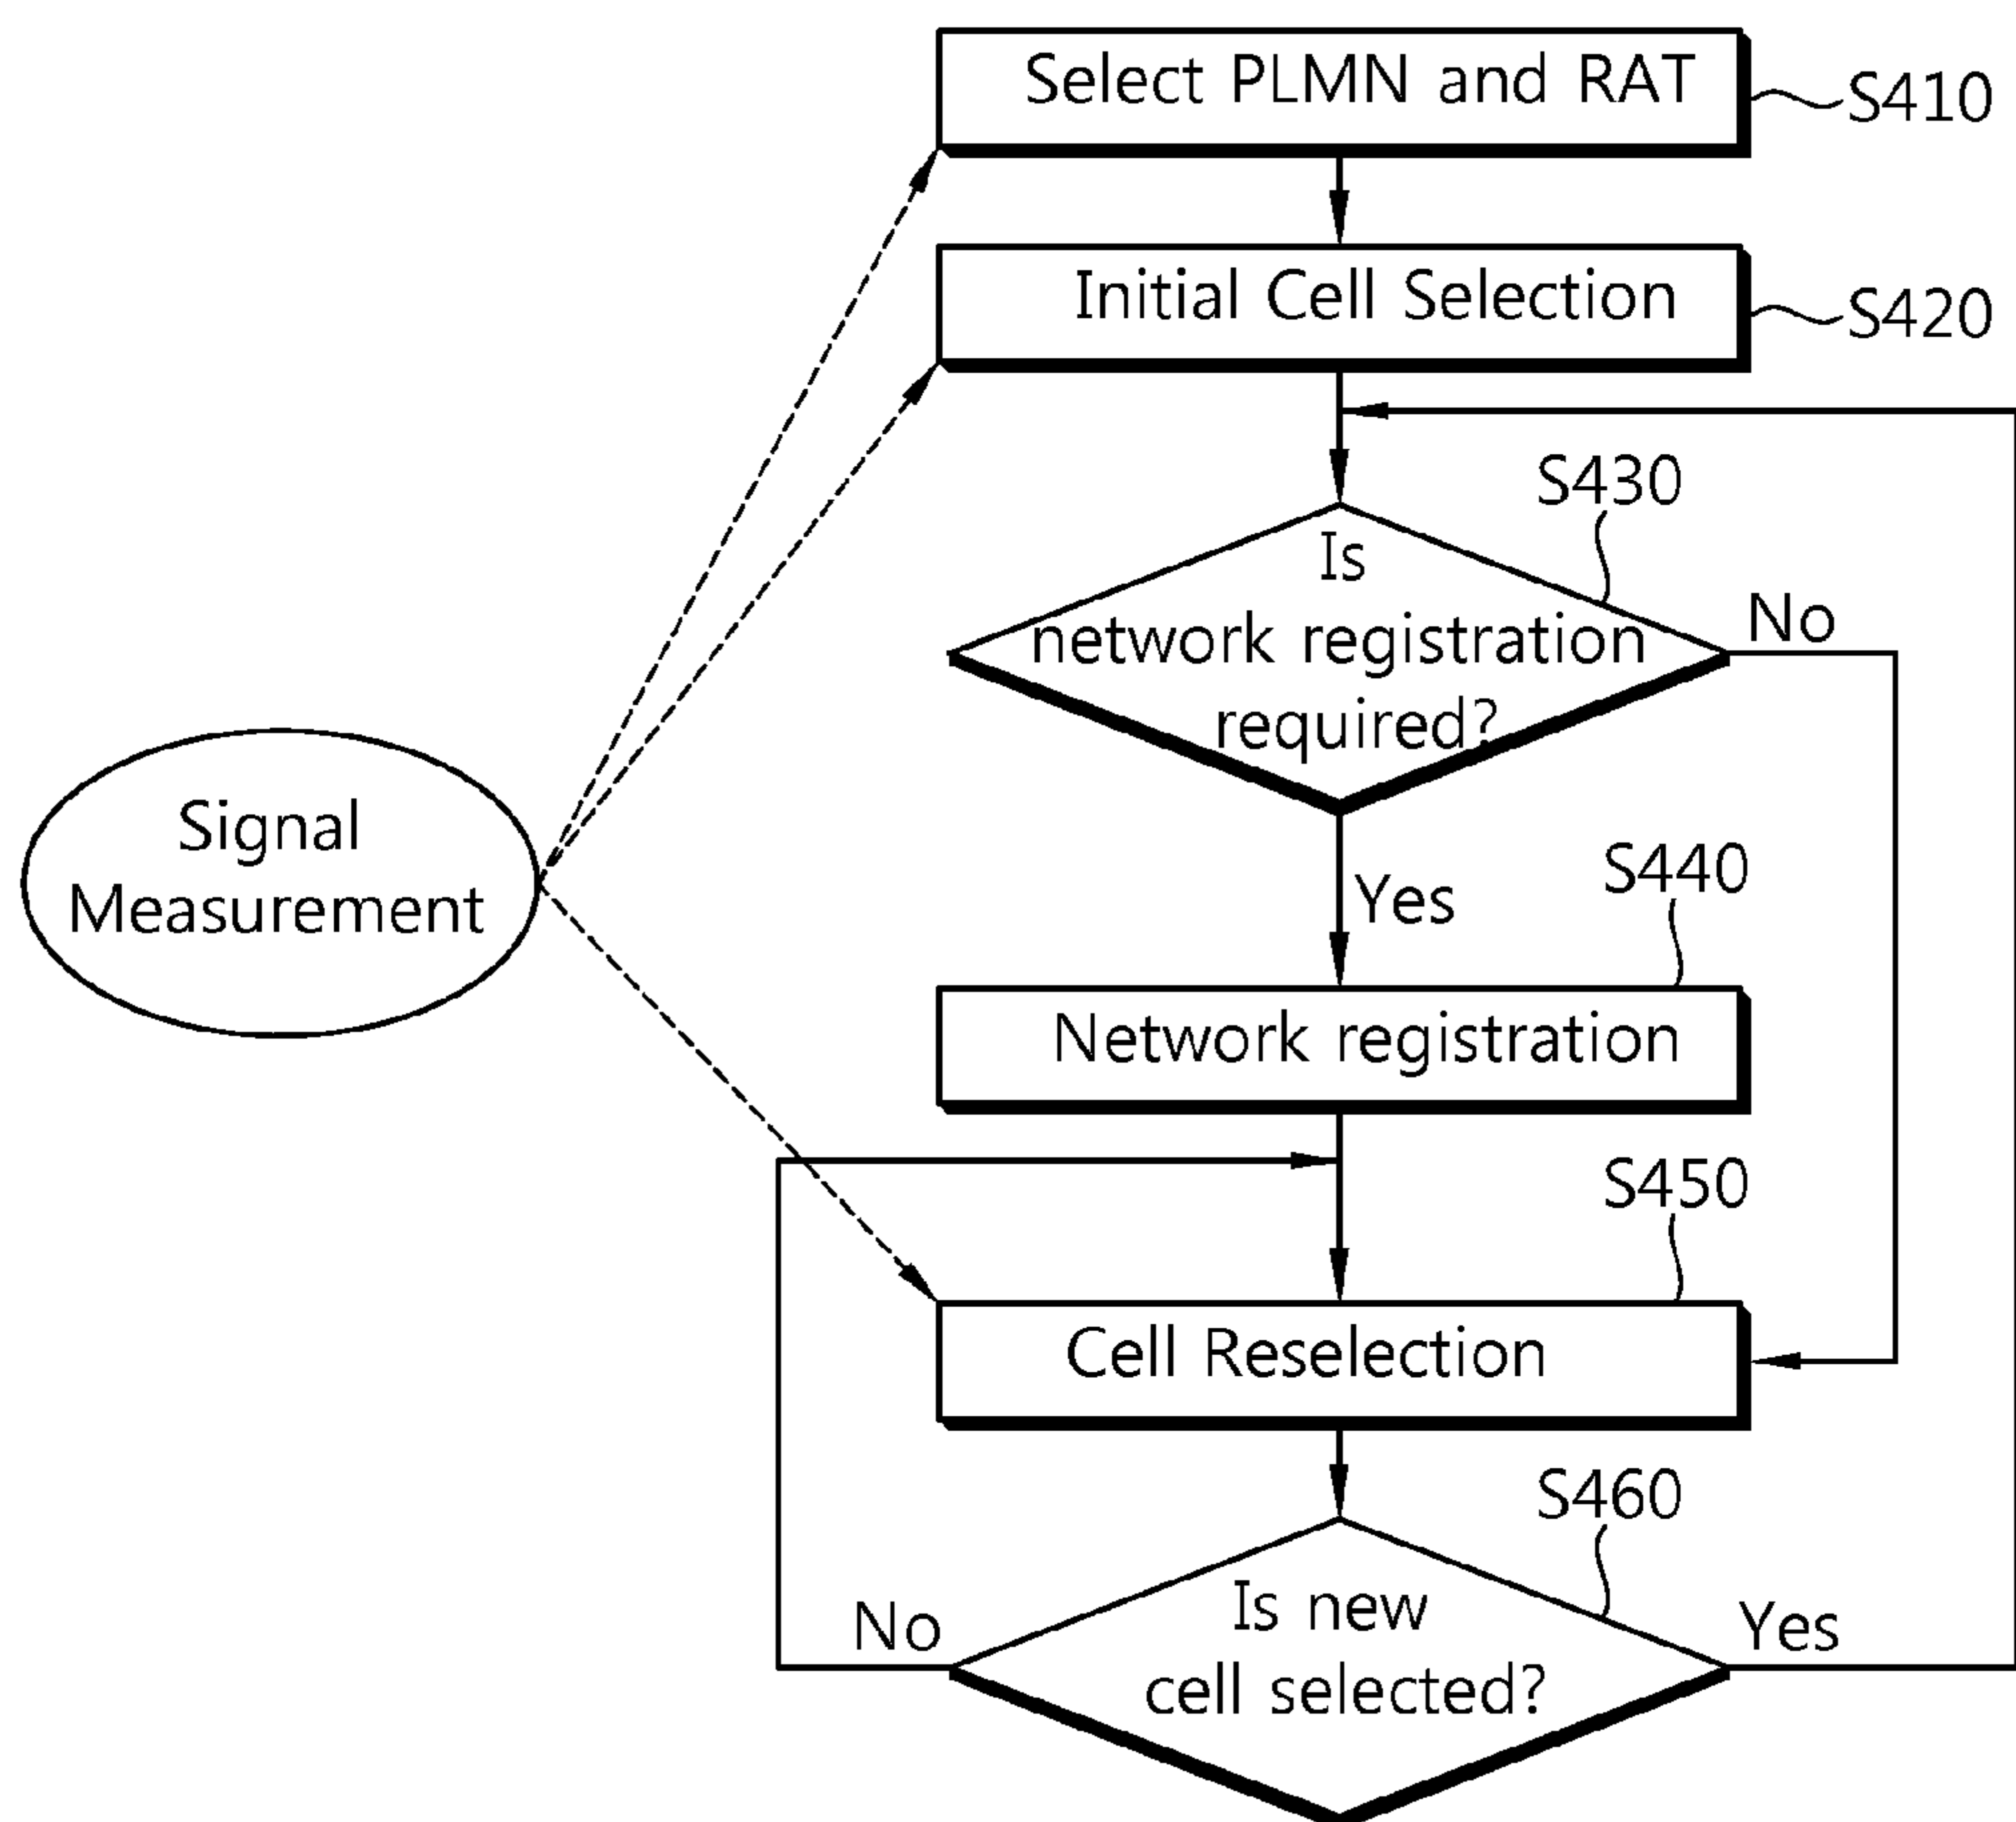 Select PLMN and RAT
S410
Initial Cell Selection
S420
S430
Is
network registration
required?
No
Signal
Measurement
Yes
S440
Network registration
S450
Cell Reselection
S460
Is new
cell selected?
No
Yes